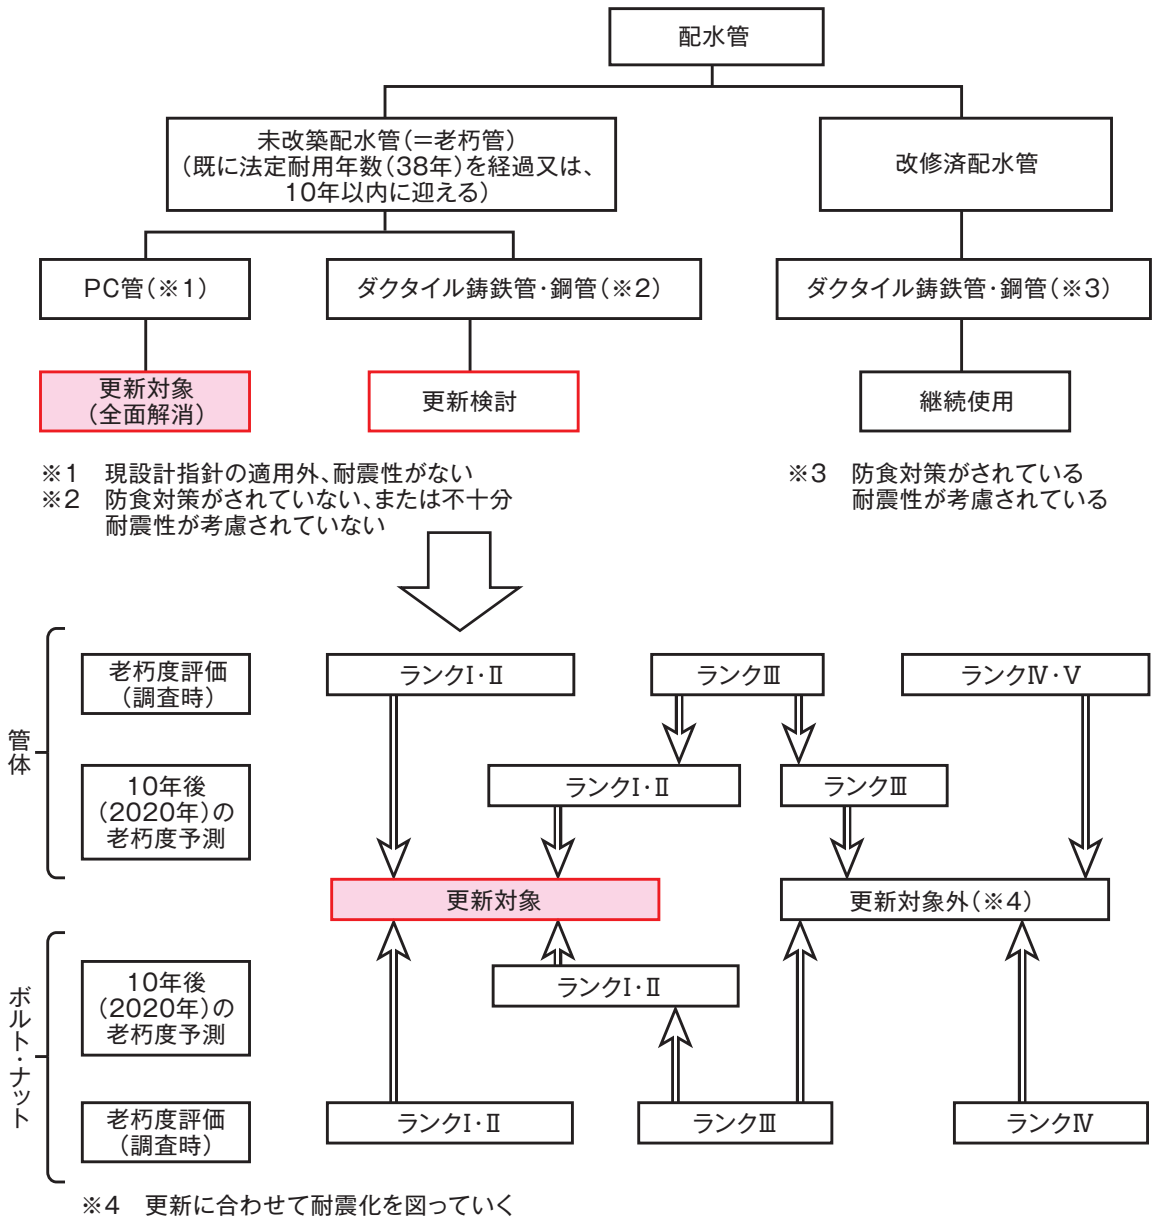 配水管
未改築配水管(=老朽管)
(既に法定耐用年数(38年)を経過又は、
10年以内に迎える)
改修済配水管
PC管(※1)
ダクタイル鋳鉄管・鋼管(※2)
ダクタイル鋳鉄管・鋼管(※3)
更新対象
(全面解消)
更新検討
継続使用
※1 現設計指針の適用外、耐震性がない
※2 防食対策がされていない、または不十分
耐震性が考慮されていない
※3 防食対策がされている
耐震性が考慮されている
管体
老朽度評価
(調査時)
ランクⅠ・Ⅱ
ランクⅢ
ランクⅣ・Ⅴ
10年後
(2020年)の
老朽度予測
ランクⅠ・Ⅱ
ランクⅢ
更新対象
更新対象外(※4)
ボルト・ナット
10年後
(2020年)の
老朽度予測
ランクⅠ・Ⅱ
老朽度評価
(調査時)
ランクⅠ・Ⅱ
ランクⅢ
ランクⅣ
※4 更新に合わせて耐震化を図っていく